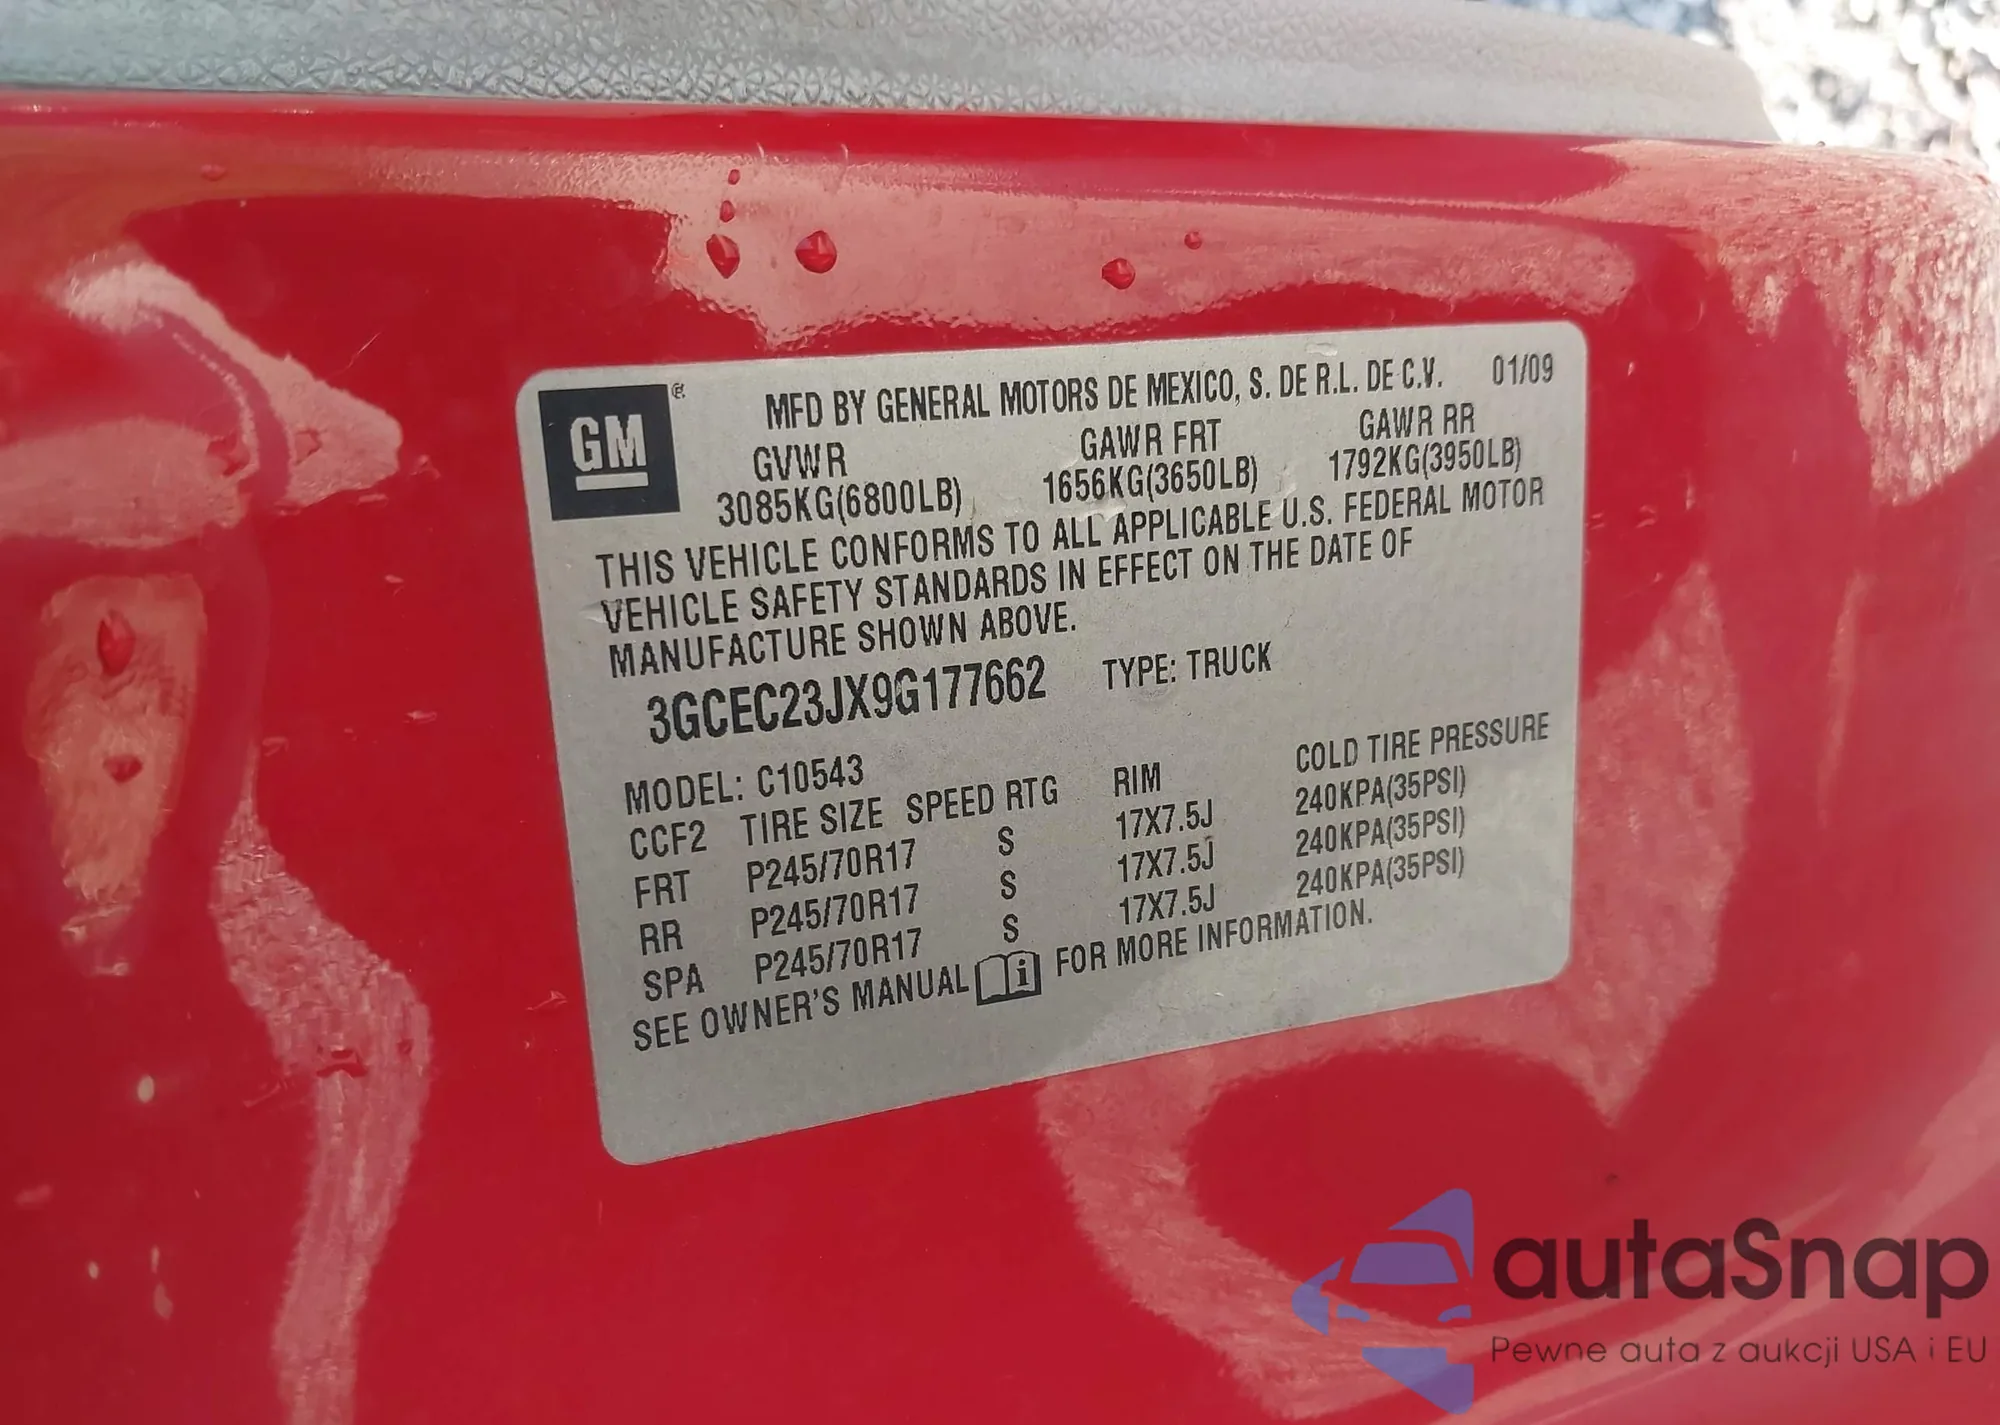 GM ®
MFD BY GENERAL MOTORS DE MEXICO, S. DE R.L. DE C.V. 01/09
GVWR GAWR FRT GAWR RR
3085KG(6800LB) 1656KG(3650LB) 1792KG(3950LB)
THIS VEHICLE CONFORMS TO ALL APPLICABLE U.S. FEDERAL MOTOR
VEHICLE SAFETY STANDARDS IN EFFECT ON THE DATE OF
MANUFACTURE SHOWN ABOVE.
3GCEC23JX9G177662 TYPE: TRUCK
MODEL: C10543
CCF2 TIRE SIZE SPEED RTG RIM COLD TIRE PRESSURE
FRT P245/70R17 S 17X7.5J 240KPA(35PSI)
RR P245/70R17 S 17X7.5J 240KPA(35PSI)
SPA P245/70R17 S 17X7.5J 240KPA(35PSI)
SEE OWNER'S MANUAL i FOR MORE INFORMATION.
autaSnap
Pewne auta z aukcji USA i EU